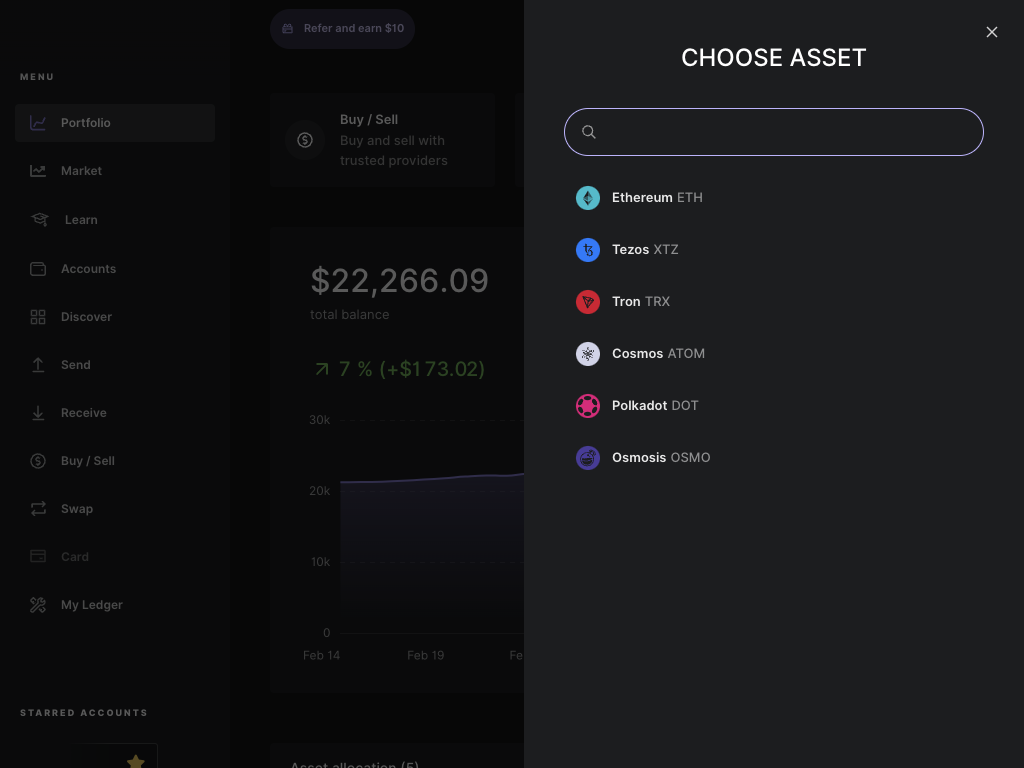 Refer and earn $10
MENU
Portfolio
Market
Learn
Accounts
Discover
Send
Receive
Buy / Sell
Swap
Card
My Ledger
STARRED ACCOUNTS
Buy / Sell
Buy and sell with
trusted providers
$22,266.09
total balance
7 % (+$173.02)
30k
20k
10k
0
Feb 14
Feb 19
Fe
Asset allocation (5)
CHOOSE ASSET
Ethereum ETH
Tezos XTZ
Tron TRX
Cosmos ATOM
Polkadot DOT
Osmosis OSMO